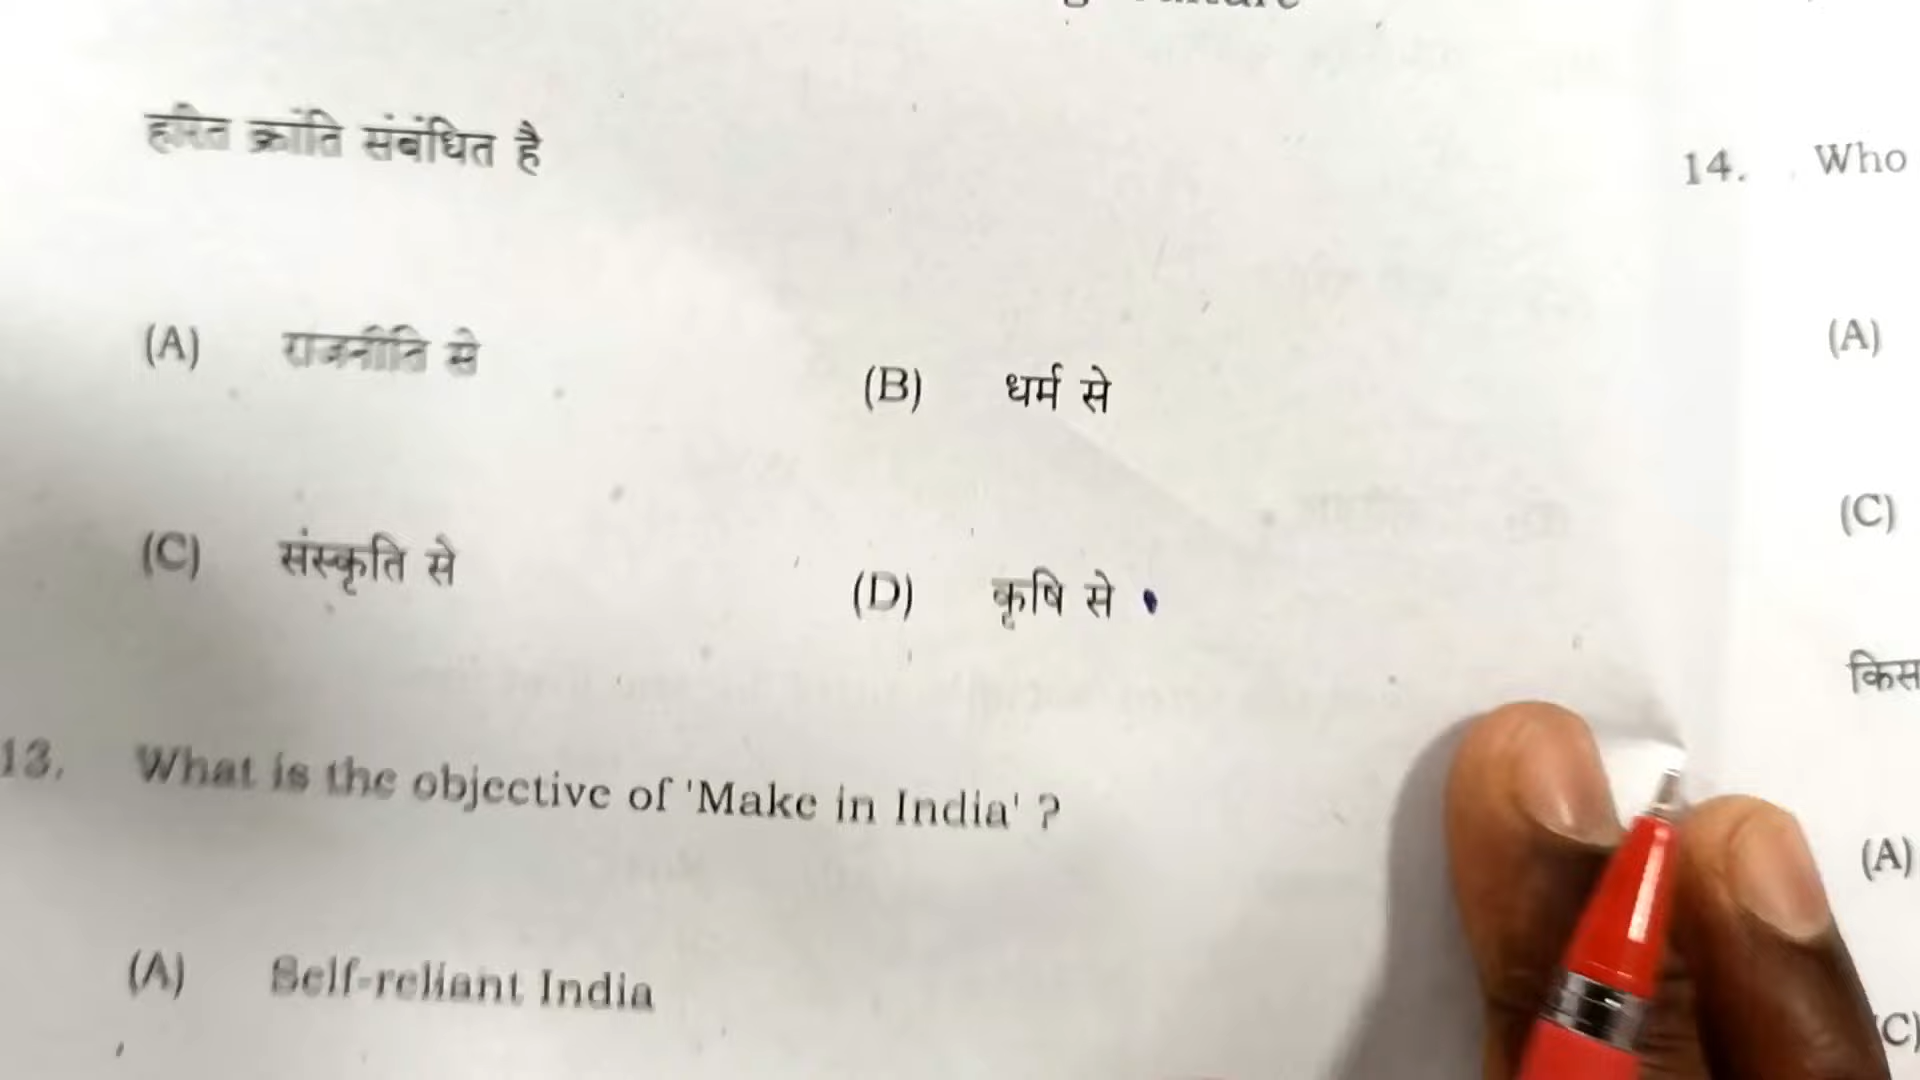 हरित क्रांति संबंधित है
(A) राजनीति से
(B) धर्म से
(C) संस्कृति से
(D) कृषि से
13. What is the objective of 'Make in India' ?
(A) Self-reliant India
14. Who
(A)
(C)
किस
(A)
(C)